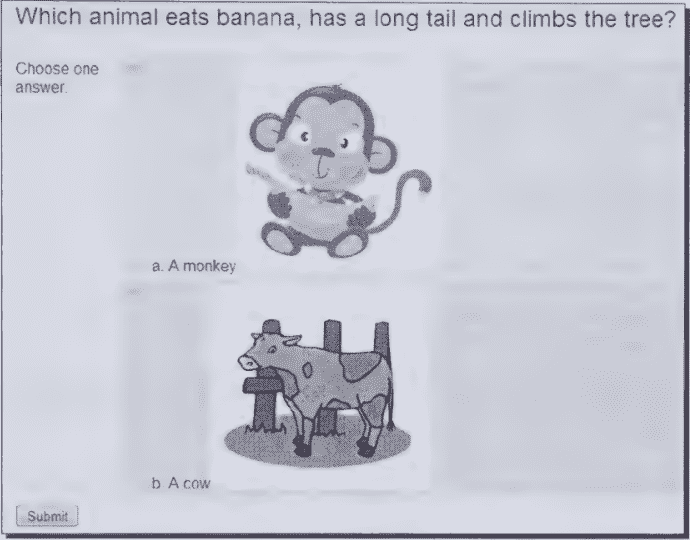 Which animal eats banana, has a long tail and climbs the tree?
Choose one
answer.
a. A monkey
b A cow
Submit